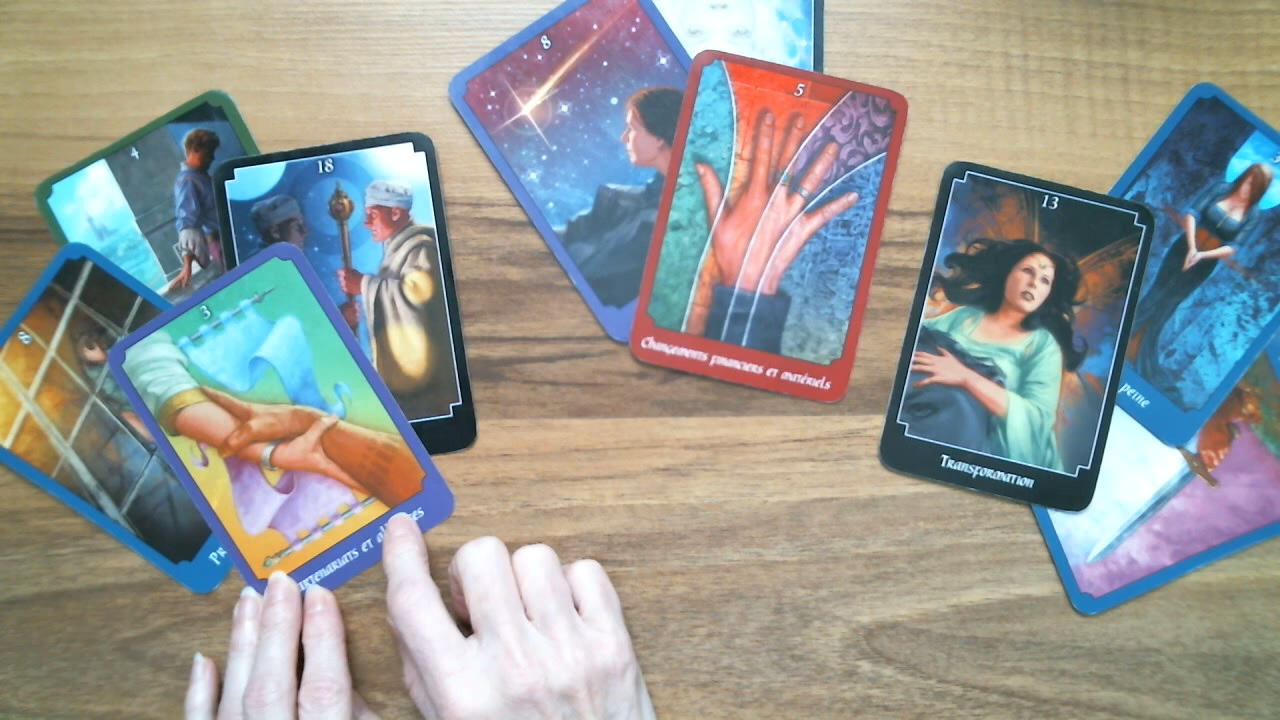 8
5
Changements financiers et matériels
4
18
13
Transformation
peine
8
3